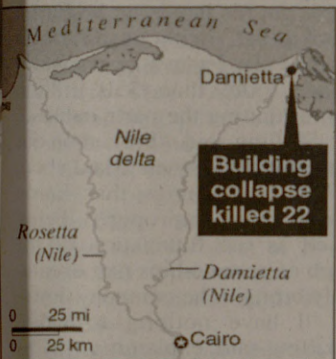 Mediterranean Sea
Damietta
Nile
delta
Building
collapse
killed 22
Rosetta
(Nile)
Damietta
(Nile)
0 25 mi
0 25 km
Cairo